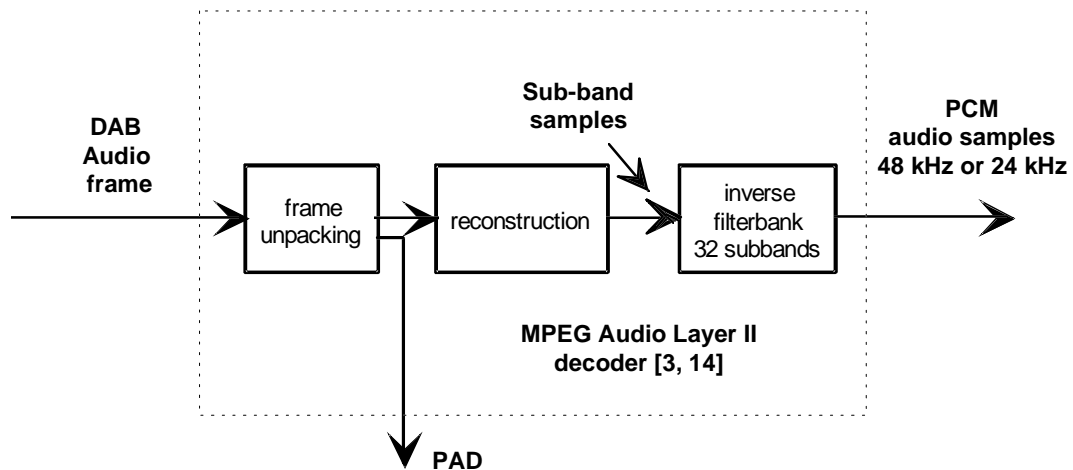 DAB
Audio
frame
Sub-band
samples
PCM
audio samples
48 kHz or 24 kHz
frame
unpacking
reconstruction
inverse
filterbank
32 subbands
MPEG Audio Layer II
decoder [3, 14]
PAD